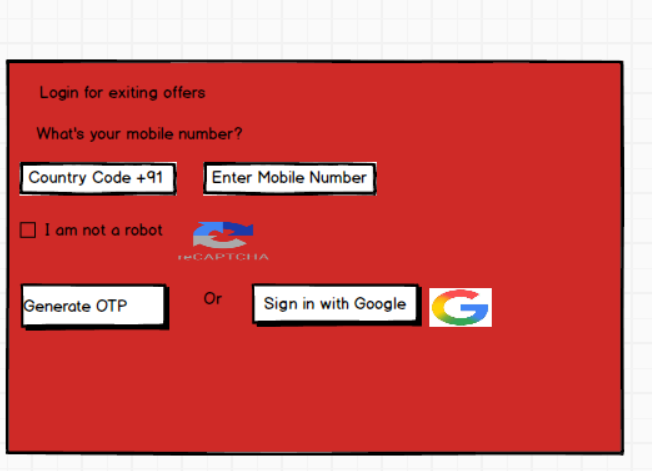 Login for exiting offers
What's your mobile number?
Country Code +91 Enter Mobile Number
I am not a robot
reCAPTCHA
Generate OTP Or Sign in with Google